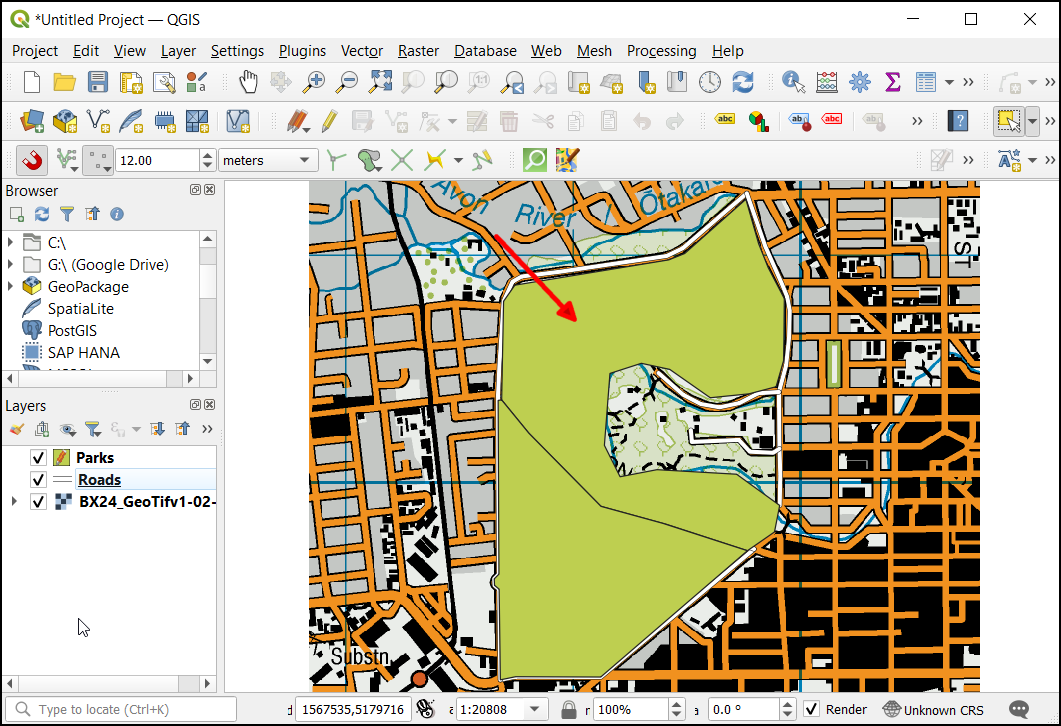 *Untitled Project — QGIS
Project Edit View Layer Settings Plugins Vector Raster Database Web Mesh Processing Help
12.00 meters
Browser
C:\
G:\ (Google Drive)
GeoPackage
SpatiaLite
PostGIS
SAP HANA
Layers
Parks
Roads
BX24_GeoTifv1-02-
Avon River / Ōtakaro
St
Substn
Type to locate (Ctrl+K) 1567535,5179716 1:20808 r 100% 0.0 ° Render Unknown CRS